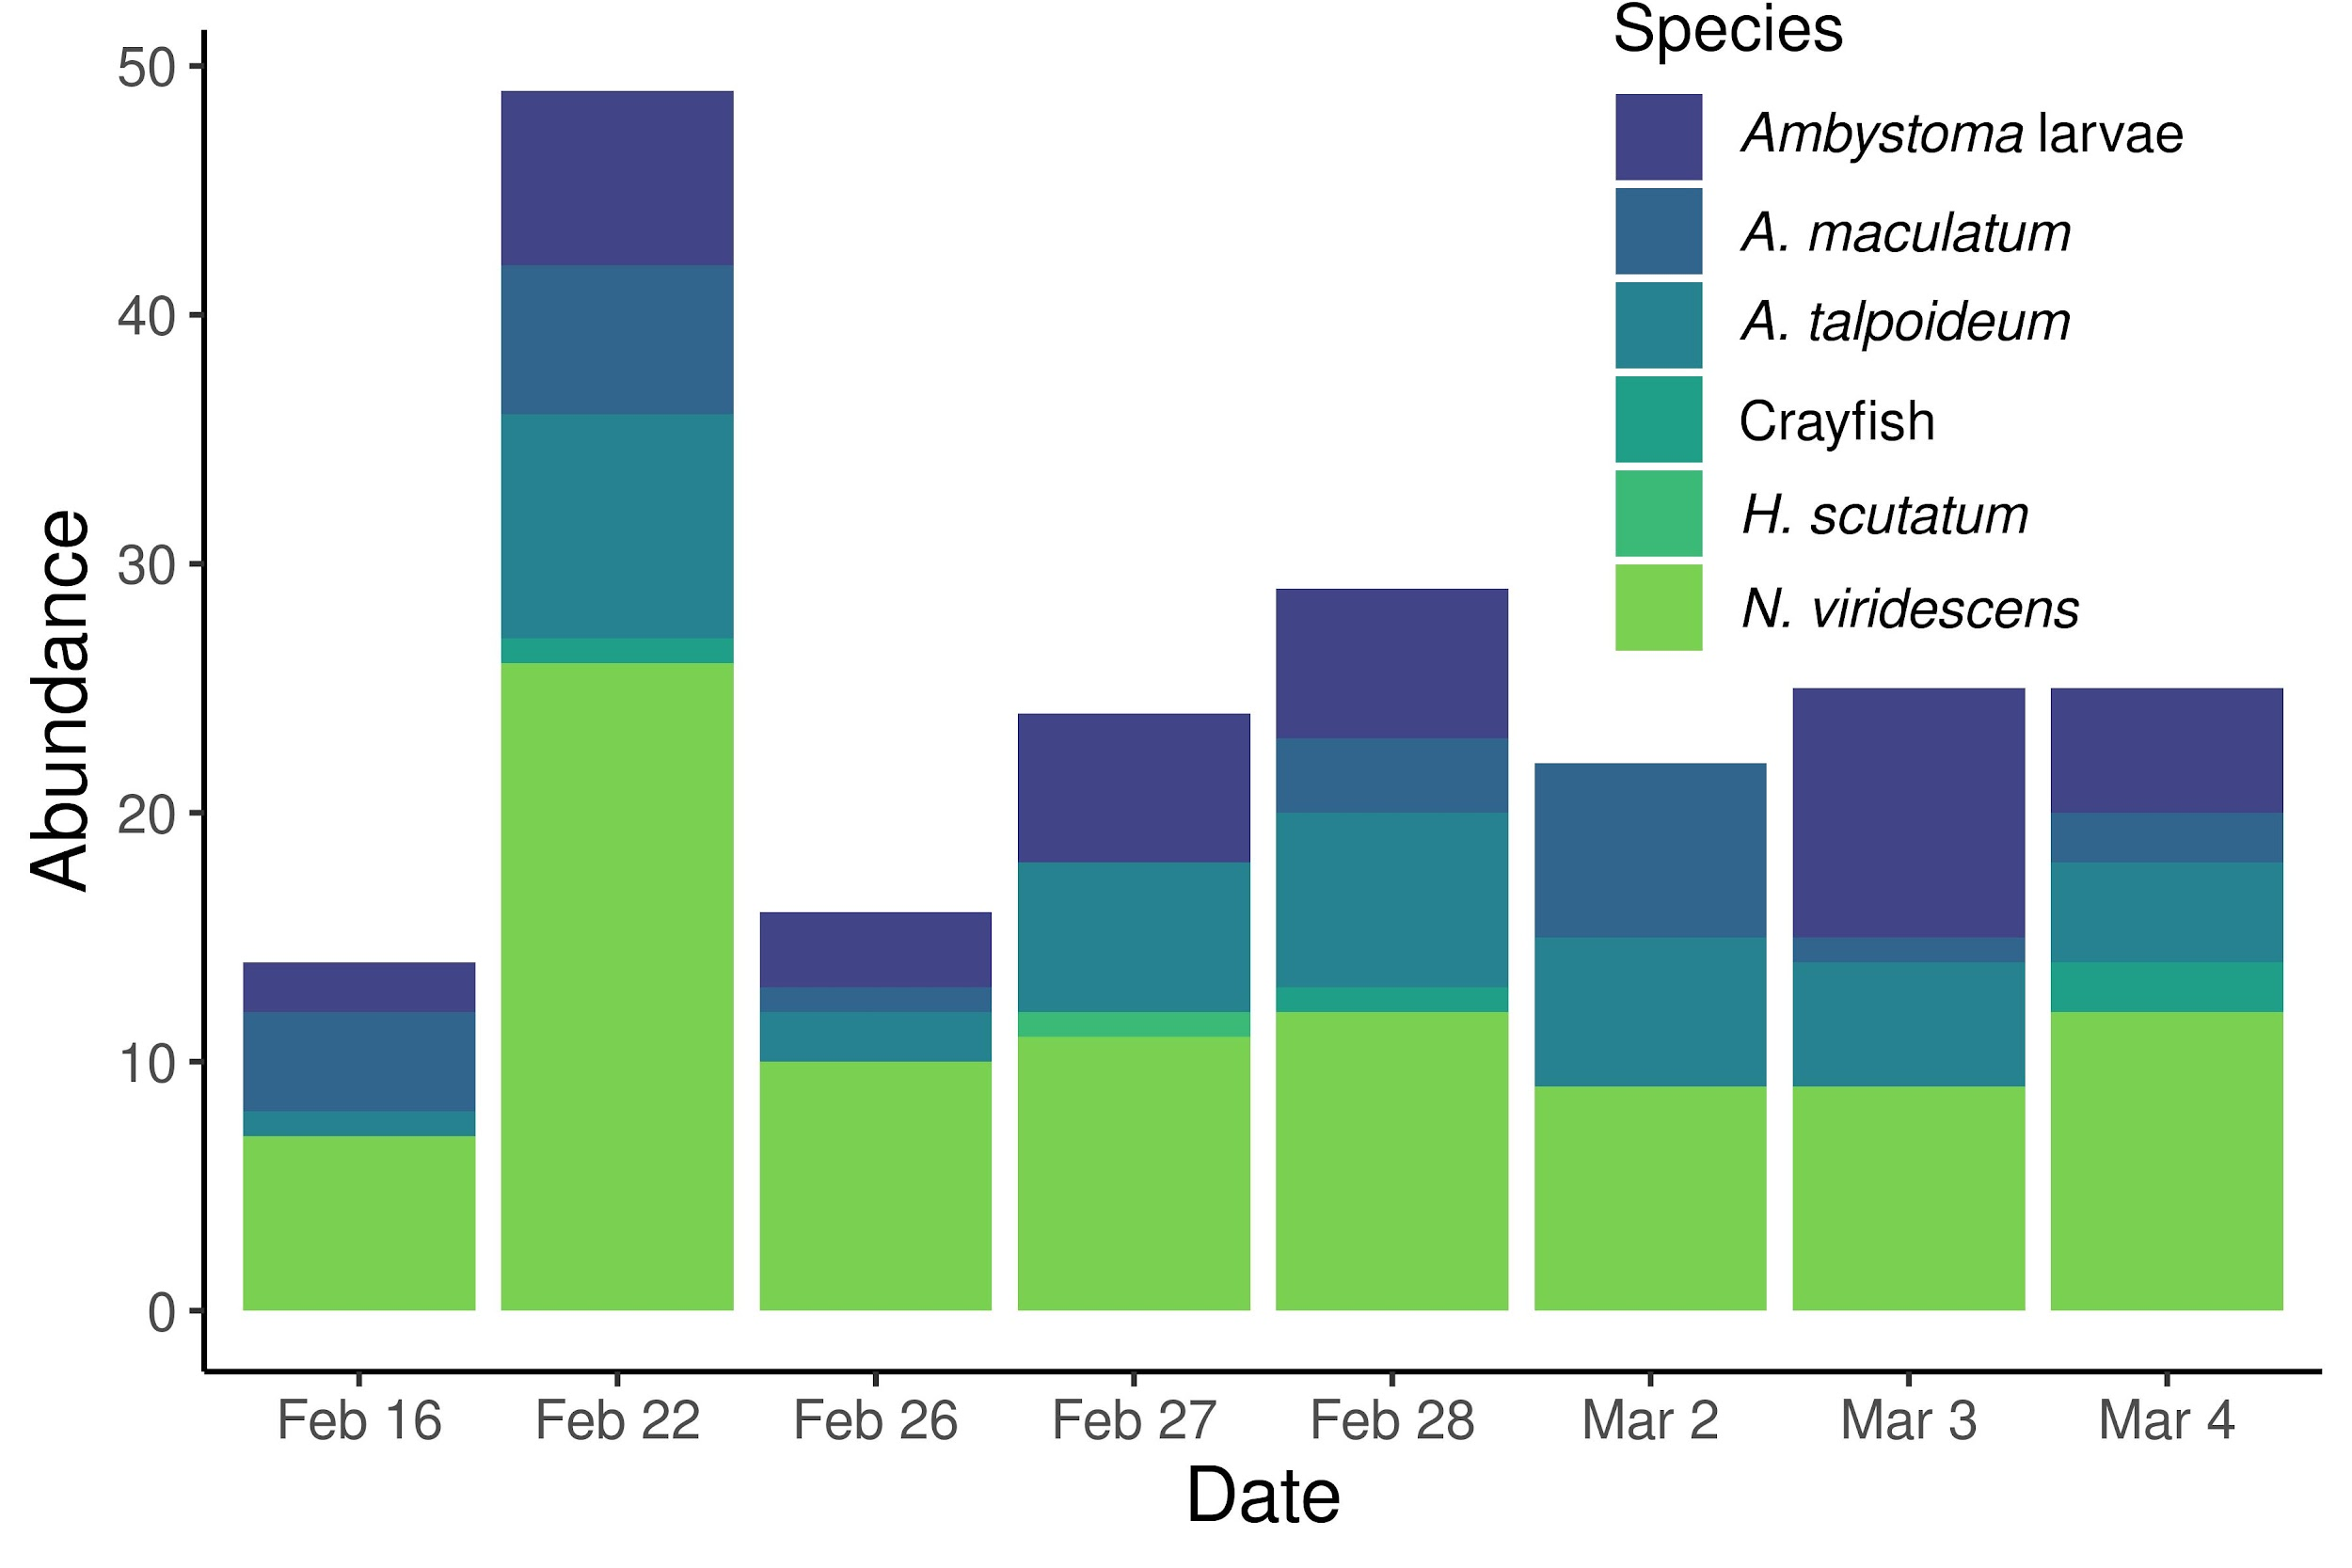 Species
Ambystoma larvae
A. maculatum
A. talpoideum
Crayfish
H. scutatum
N. viridescens
Abundance
50
40
30
20
10
0
Feb 16 Feb 22 Feb 26 Feb 27 Feb 28 Mar 2 Mar 3 Mar 4
Date